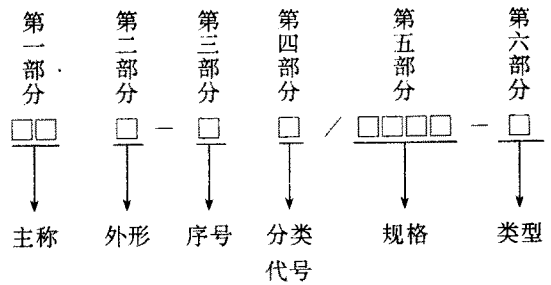 第一部分 第二部分 第三部分 第四部分 第五部分 第六部分
□□ □ — □ □ / □□□□ — □
主称 外形 序号 分类代号 规格 类型